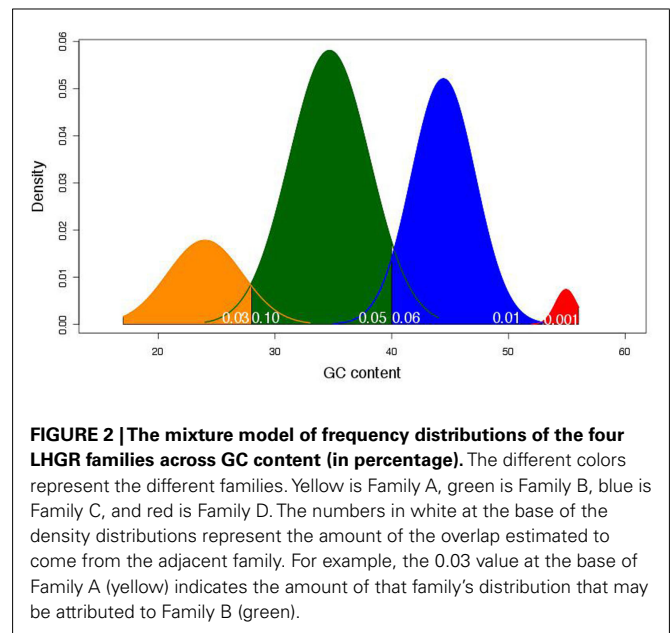 0.06
0.05
0.04
0.03
0.02
0.01
0.00
Density
0.03 0.10 0.05 0.06 0.01 0.001
20 30 40 50 60
GC content
FIGURE 2 | The mixture model of frequency distributions of the four
LHGR families across GC content (in percentage). The different colors
represent the different families. Yellow is Family A, green is Family B, blue is
Family C, and red is Family D. The numbers in white at the base of the
density distributions represent the amount of the overlap estimated to
come from the adjacent family. For example, the 0.03 value at the base of
Family A (yellow) indicates the amount of that family's distribution that may
be attributed to Family B (green).